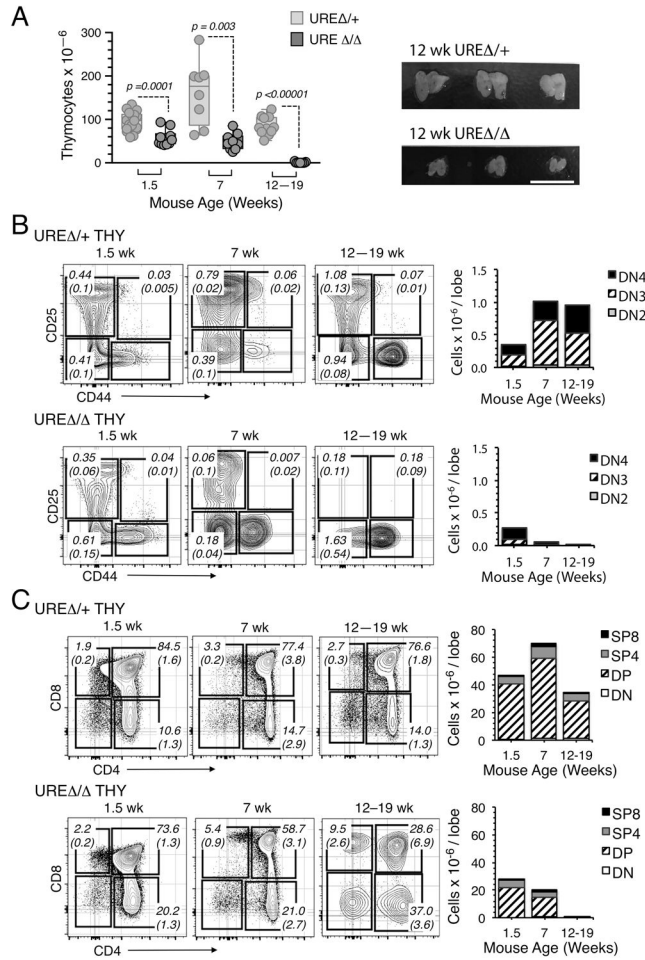 A
Thymocytes x 10⁻⁶
300
200
100
0
p =0.0001
p = 0.003
p <0.00001
UREΔ/+
URE Δ/Δ
1.5
7
12–19
Mouse Age (Weeks)
12 wk UREΔ/+
12 wk UREΔ/Δ
B
UREΔ/+ THY
1.5 wk
7 wk
12—19 wk
0.44
(0.1)
0.03
(0.005)
0.41
(0.1)
0.79
(0.02)
0.06
(0.02)
0.39
(0.1)
1.08
(0.13)
0.07
(0.01)
0.94
(0.08)
CD25
CD44
Cells x 10⁻⁶ / lobe
1.5
1.0
0.5
0.0
DN4
DN3
DN2
1.5
7
12-19
Mouse Age (Weeks)
UREΔ/Δ THY
1.5 wk
7 wk
12—19 wk
0.35
(0.06)
0.04
(0.01)
0.61
(0.15)
0.06
(0.1)
0.007
(0.02)
0.18
(0.04)
0.18
(0.11)
0.18
(0.09)
1.63
(0.54)
CD25
CD44
Cells x 10⁻⁶ / lobe
1.5
1.0
0.5
0.0
DN4
DN3
DN2
1.5
7
12-19
Mouse Age (Weeks)
C
UREΔ/+ THY
1.5 wk
7 wk
12—19 wk
1.9
(0.2)
84.5
(1.6)
10.6
(1.3)
3.3
(0.2)
77.4
(3.8)
14.7
(2.9)
2.7
(0.3)
76.6
(1.8)
14.0
(1.3)
CD8
CD4
Cells x 10⁻⁶ / lobe
80
60
40
20
0
SP8
SP4
DP
DN
1.5
7
12-19
Mouse Age (Weeks)
UREΔ/Δ THY
1.5 wk
7 wk
12–19 wk
2.2
(0.2)
73.6
(1.3)
20.2
(1.3)
5.4
(0.9)
58.7
(3.1)
21.0
(2.7)
9.5
(2.6)
28.6
(6.9)
37.0
(3.6)
CD8
CD4
Cells x 10⁻⁶ / lobe
80
60
40
20
0
SP8
SP4
DP
DN
1.5
7
12-19
Mouse Age (Weeks)